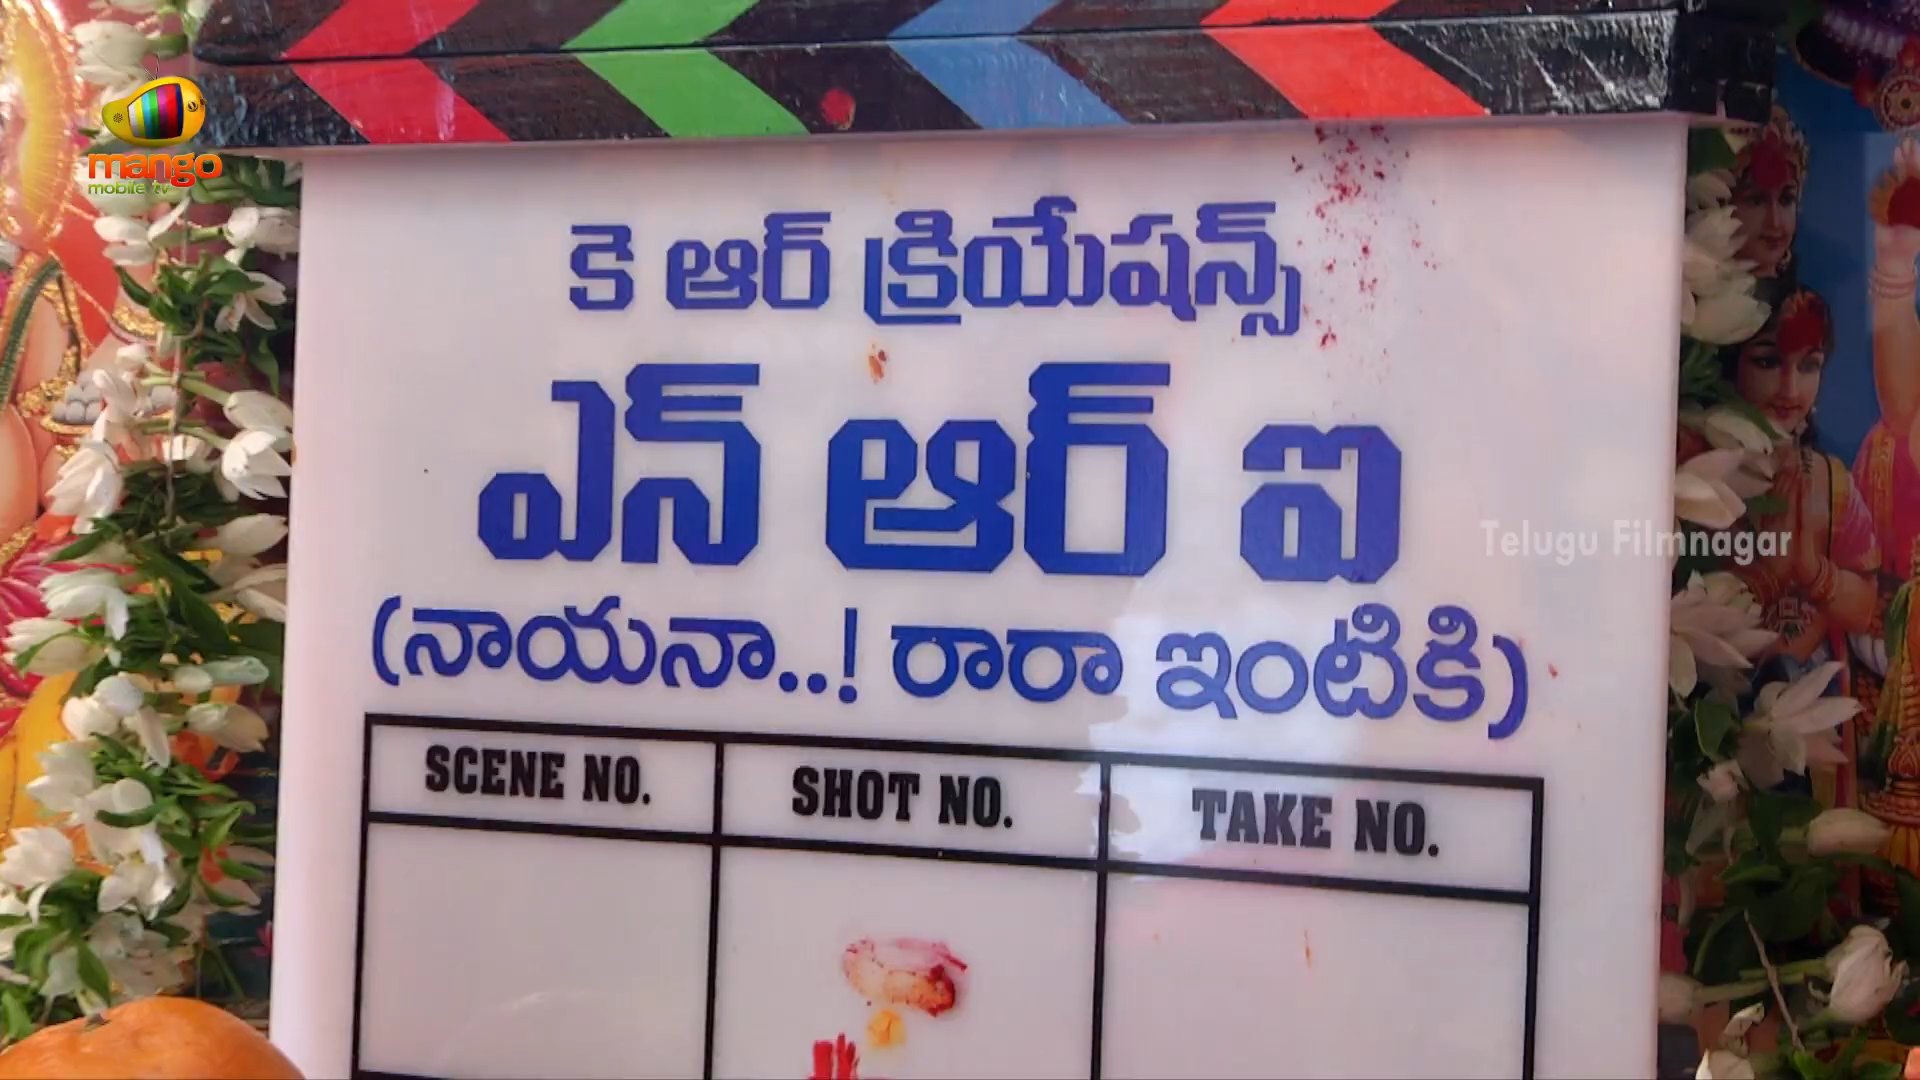 mango
mobile tv
కె ఆర్ క్రియేషన్స్
ఎన్ ఆర్ ఐ
(నాయనా..! రారా ఇంటికి)
Telugu Filmnagar
SCENE NO. SHOT NO. TAKE NO.